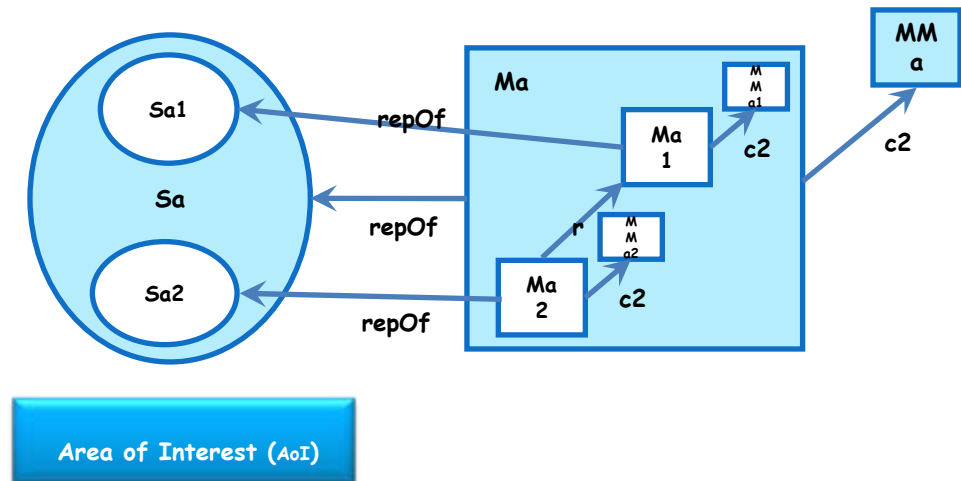 MM
a
Ma
M
M
a1
Sa1
repOf
Ma
1
c2
c2
Sa
repOf
r
M
M
a2
Sa2
Ma
2
c2
repOf
Area of Interest (AoI)